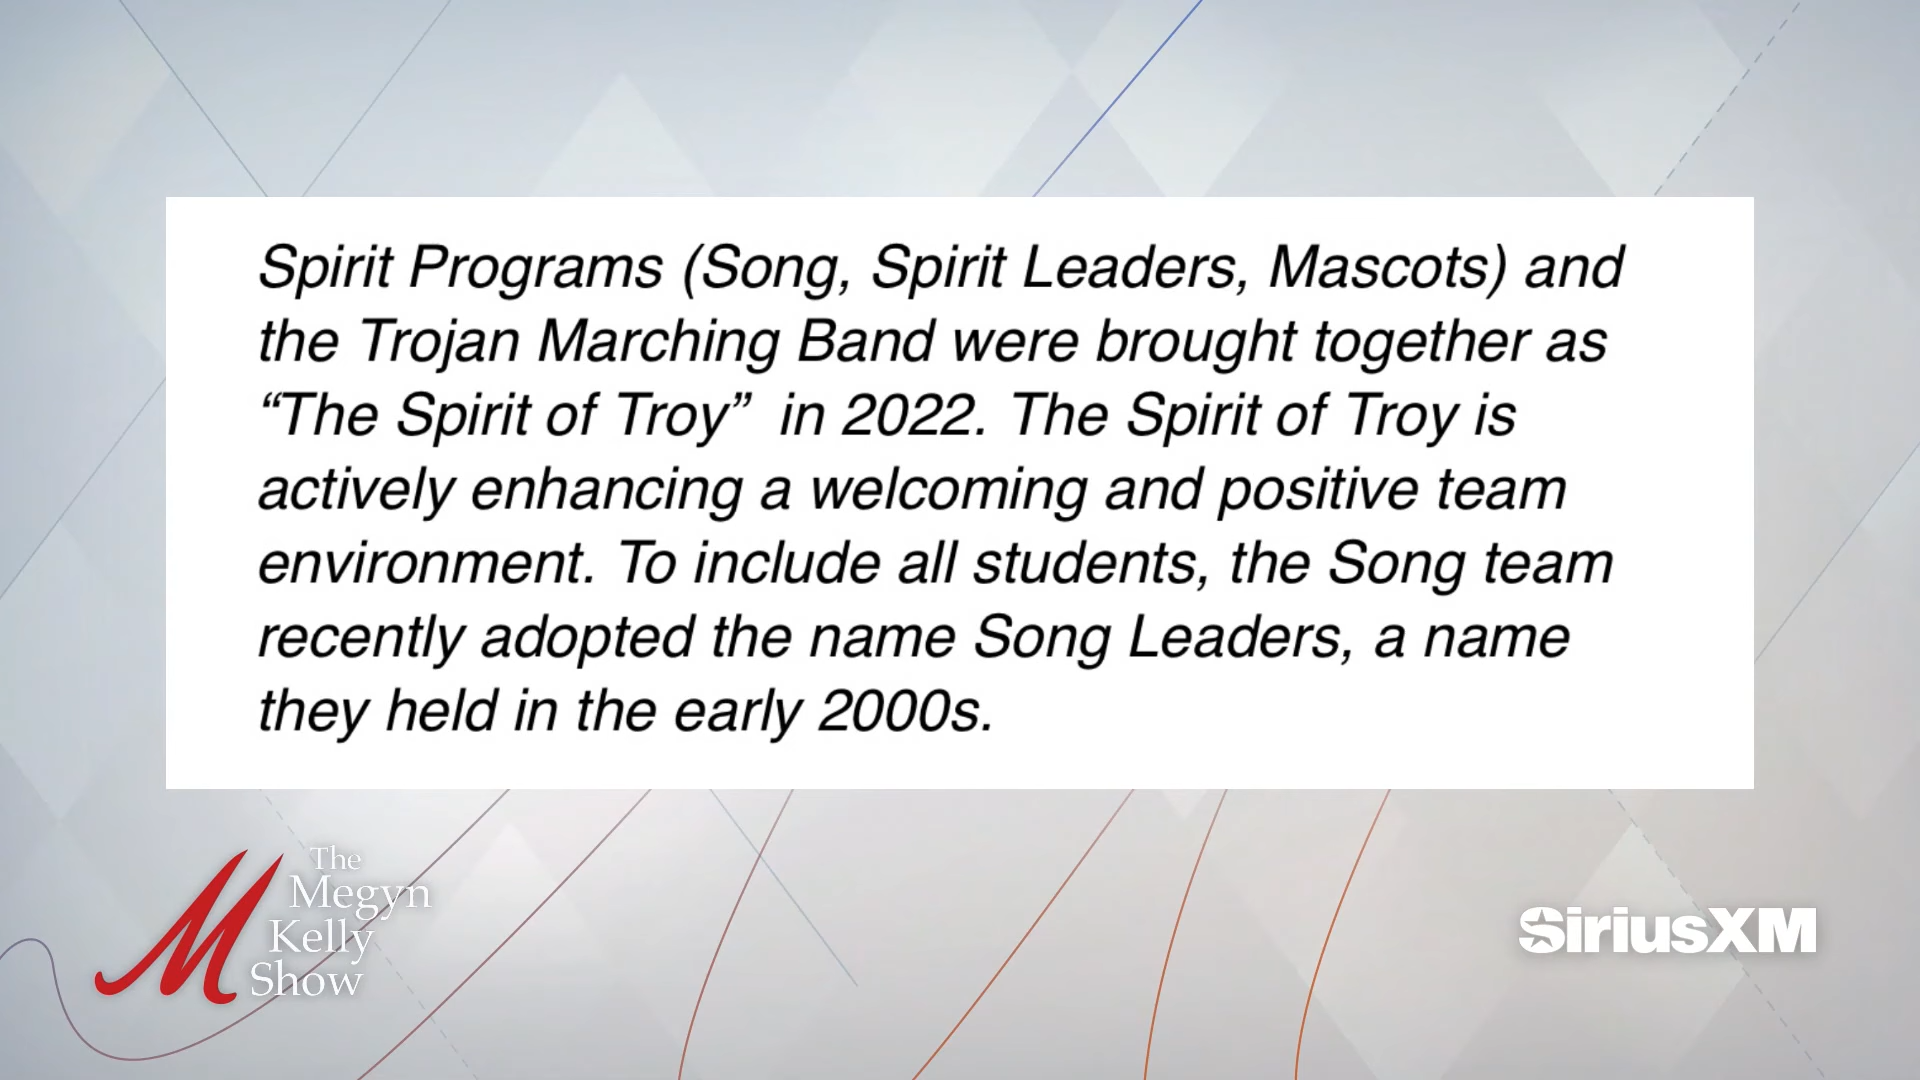 Spirit Programs (Song, Spirit Leaders, Mascots) and
the Trojan Marching Band were brought together as
“The Spirit of Troy” in 2022. The Spirit of Troy is
actively enhancing a welcoming and positive team
environment. To include all students, the Song team
recently adopted the name Song Leaders, a name
they held in the early 2000s.
The
Megyn
Kelly
Show
SiriusXM